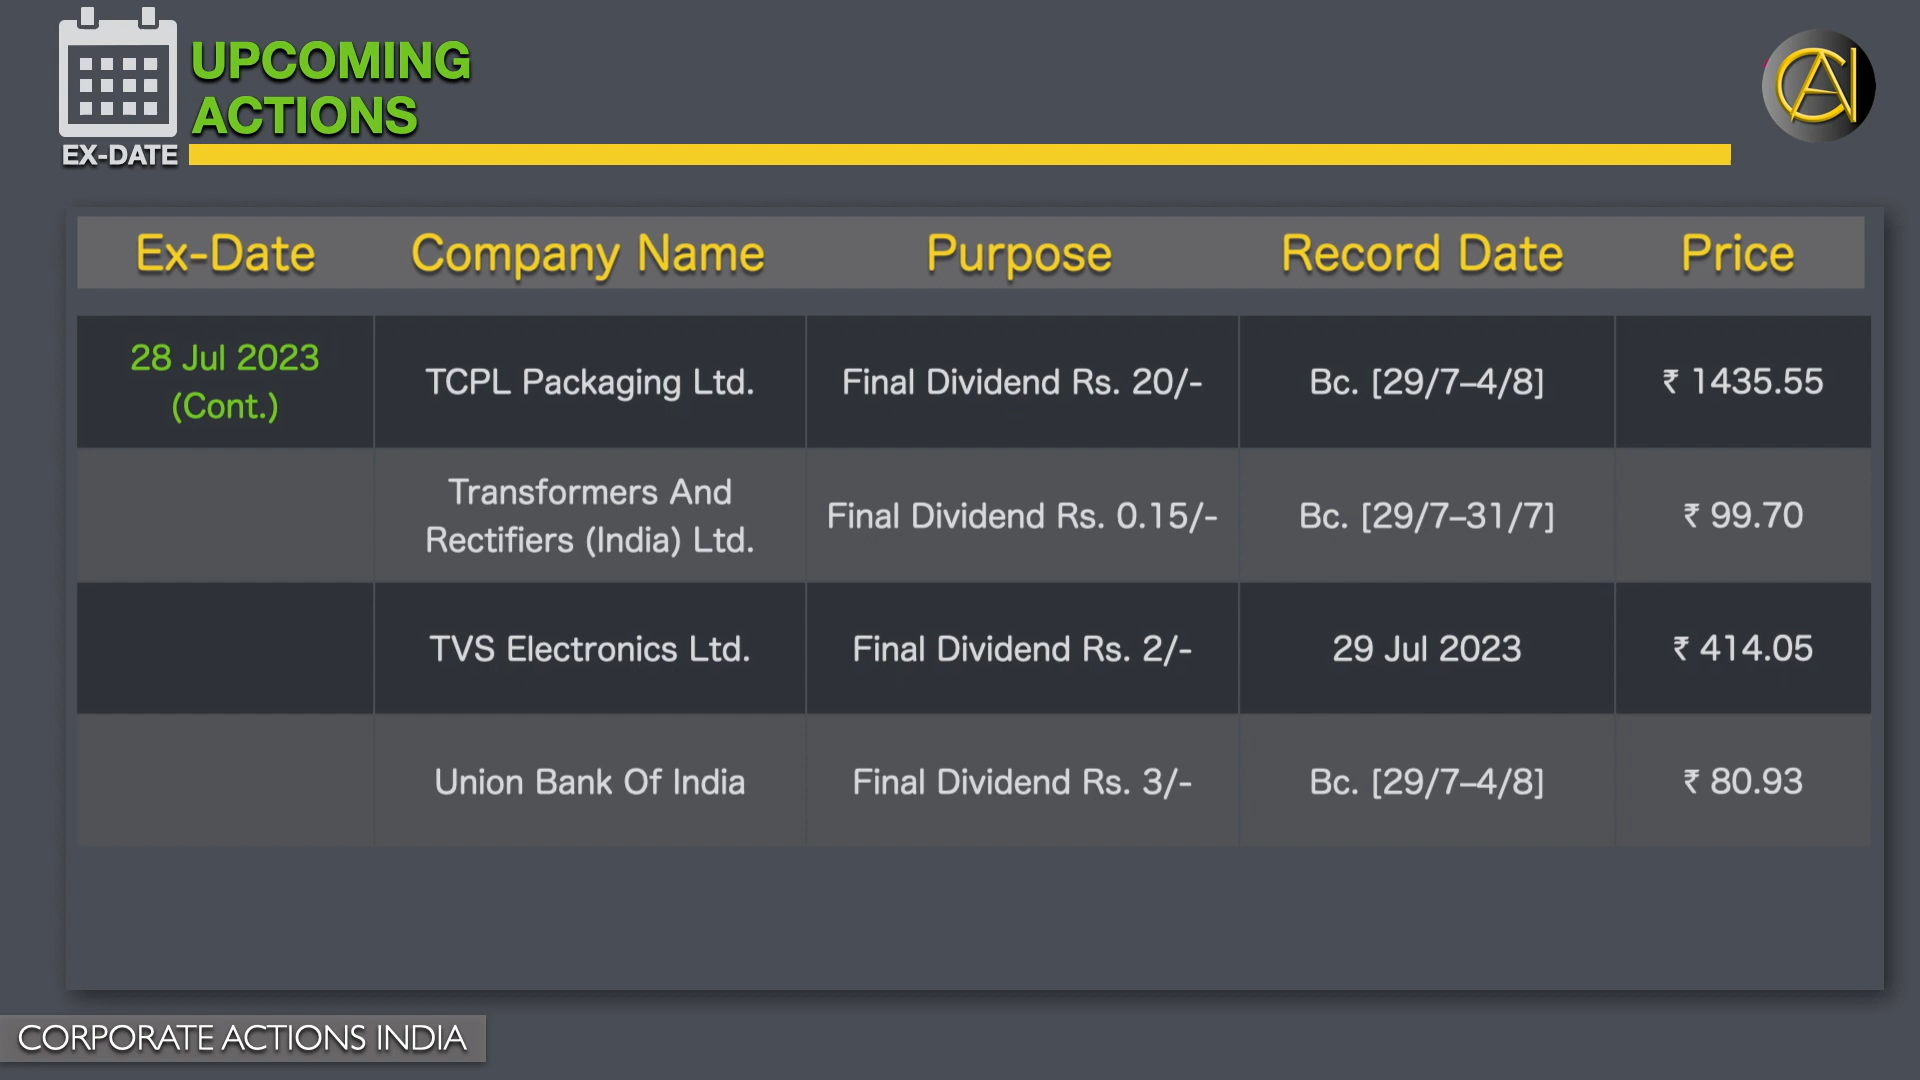 UPCOMING
ACTIONS
EX-DATE
CAI
Ex-Date Company Name Purpose Record Date Price
28 Jul 2023
(Cont.)
TCPL Packaging Ltd. Final Dividend Rs. 20/- Bc. [29/7–4/8] ₹ 1435.55
Transformers And
Rectifiers (India) Ltd.
Final Dividend Rs. 0.15/- Bc. [29/7–31/7] ₹ 99.70
TVS Electronics Ltd. Final Dividend Rs. 2/- 29 Jul 2023 ₹ 414.05
Union Bank Of India Final Dividend Rs. 3/- Bc. [29/7–4/8] ₹ 80.93
CORPORATE ACTIONS INDIA